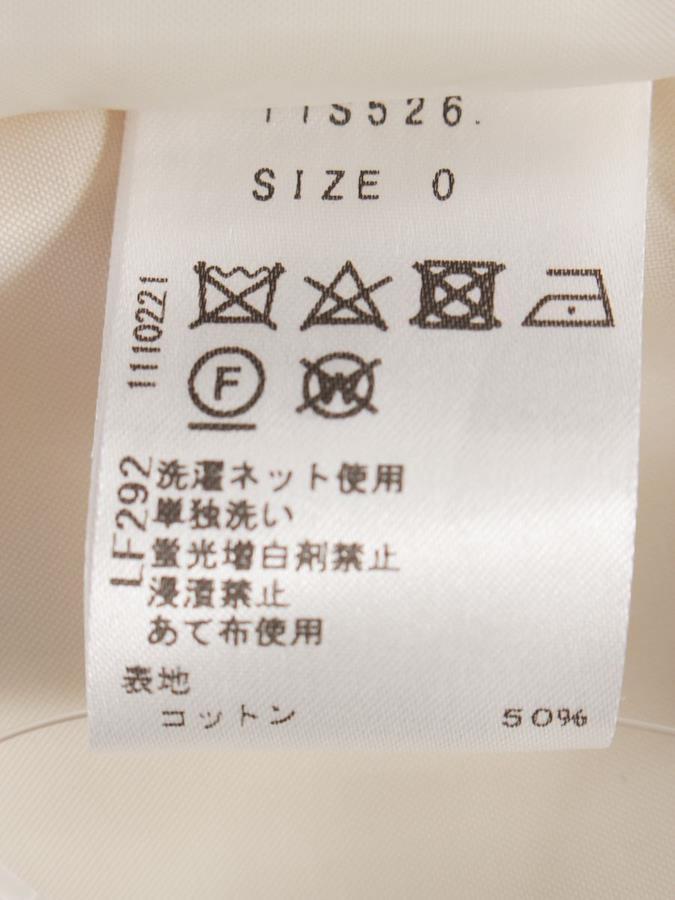 11S526.
SIZE 0
1110221
F
W
LF292
洗濯ネット使用
単独洗い
蛍光増白剤禁止
浸漬禁止
あて布使用
表地
コットン 50%